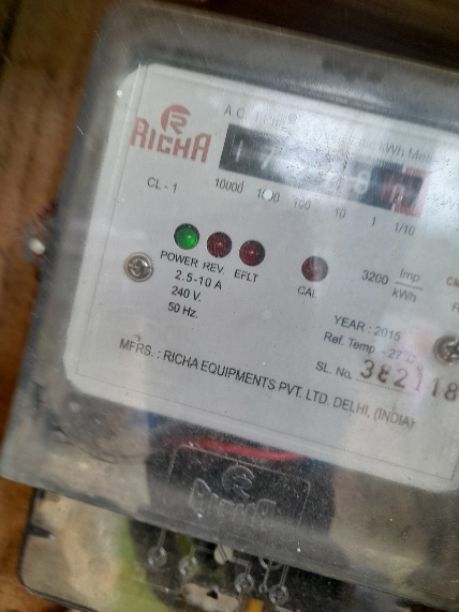 RICHA
A.C.
kWh
CL - 1
10000 1000 100 10 1 1/10
POWER REV. EFLT CAL
3200 Imp/kWh
2.5-10 A
240 V.
50 Hz.
YEAR : 2015
Ref. Temp -27°C
SL. No. 382118
MFRS. : RICHA EQUIPMENTS PVT. LTD. DELHI, (INDIA)
RICHA